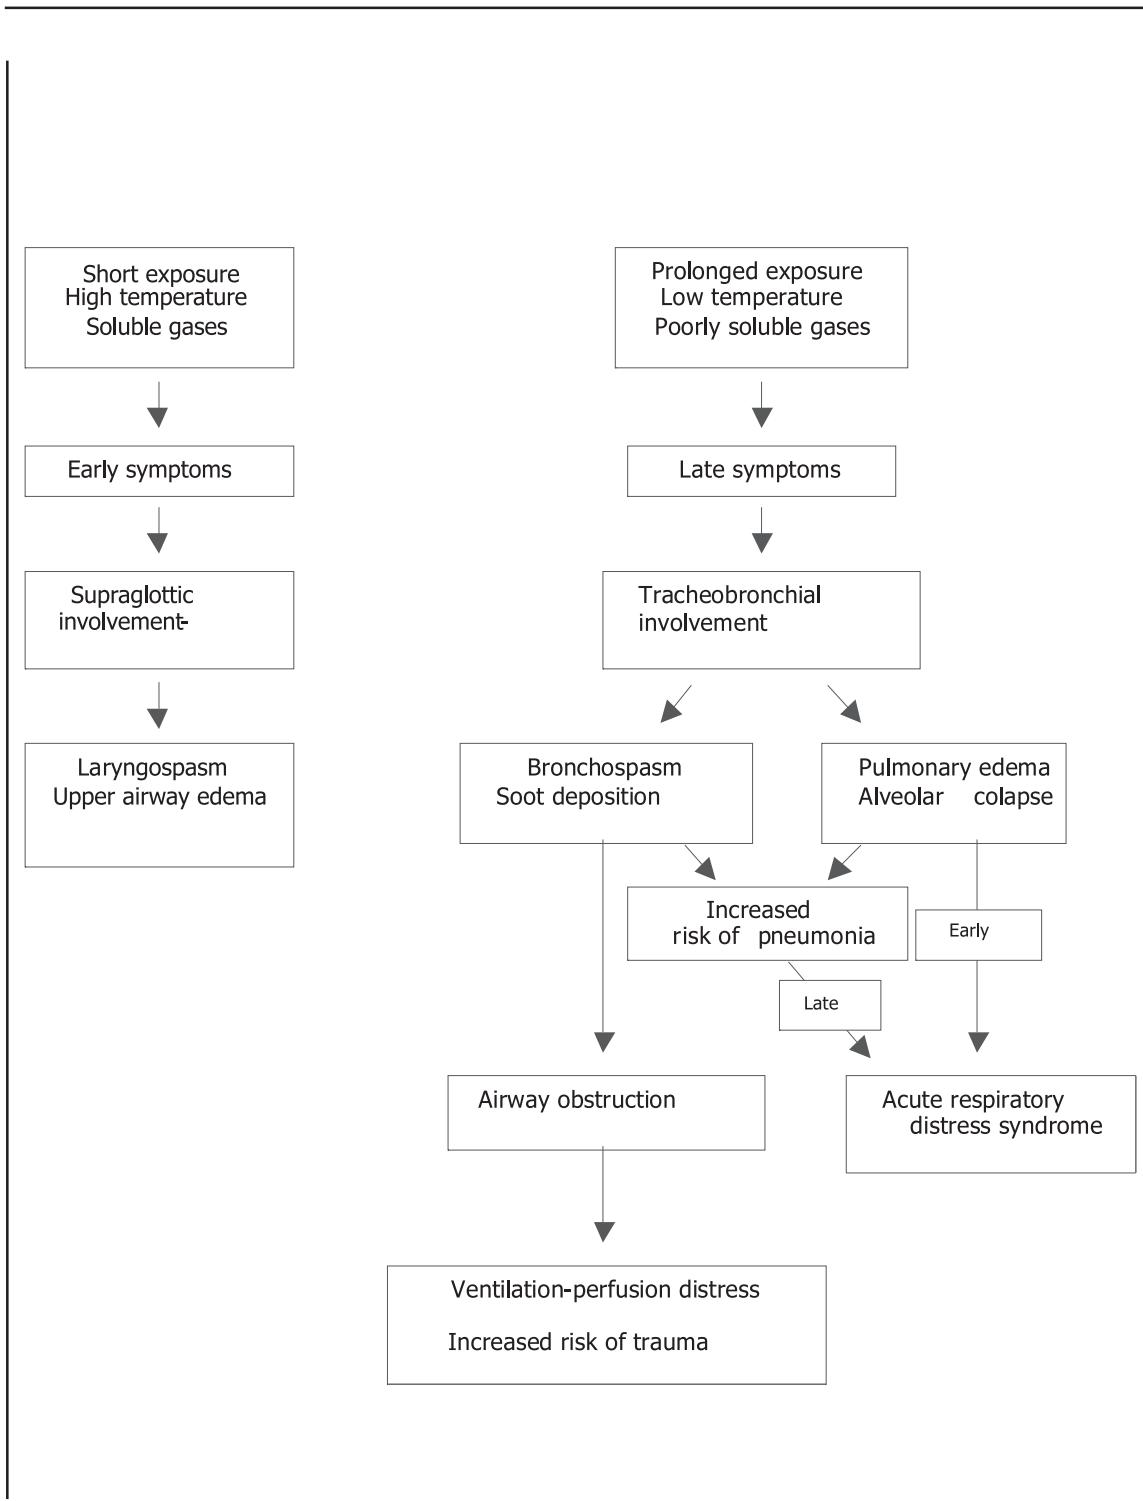 Short exposure
High temperature
Soluble gases
Prolonged exposure
Low temperature
Poorly soluble gases
Early symptoms
Late symptoms
Supraglottic
involvement-
Tracheobronchial
involvement
Laryngospasm
Upper airway edema
Bronchospasm
Soot deposition
Pulmonary edema
Alveolar colapse
Increased
risk of pneumonia
Early
Late
Airway obstruction
Acute respiratory
distress syndrome
Ventilation-perfusion distress
Increased risk of trauma